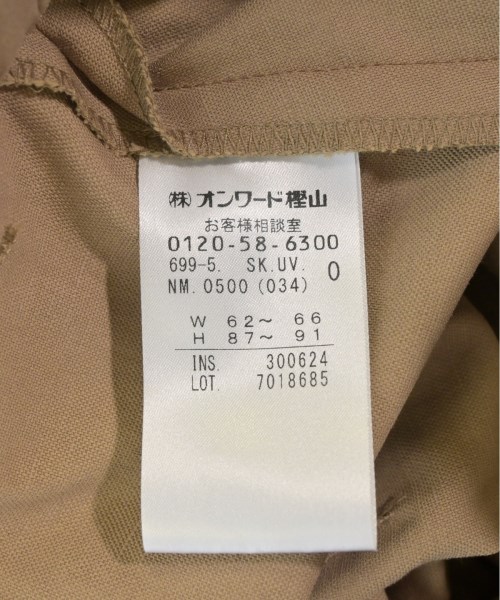 ㈱ オンワード樫山
お客様相談室
0120-58-6300
699-5. SK.UV. 0
NM. 0500 (034)
W 62～ 66
H 87～ 91
INS. 300624
LOT. 7018685